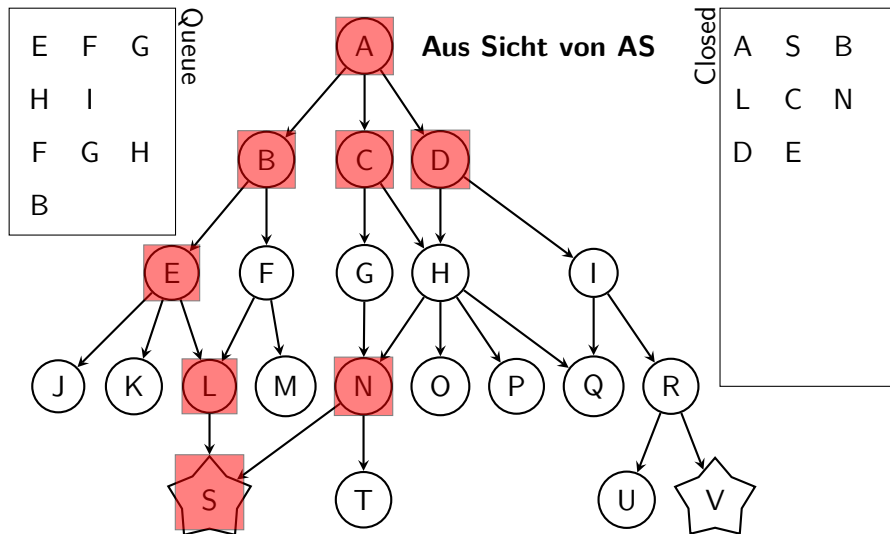 Queue
E F G
H I
F G H
B
Aus Sicht von AS
Closed
A S B
L C N
D E
A
B C D
E F G H I
J K L M N O P Q R
S T U V